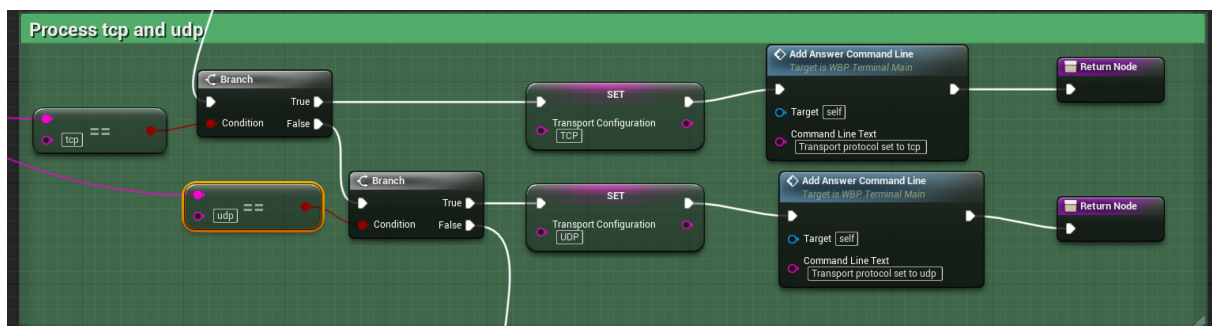 Process tcp and udp
Branch
True
Condition
False
==
tcp
SET
Transport Configuration
TCP
Add Answer Command Line
Target is WBP Terminal Main
Target self
Command Line Text
Transport protocol set to tcp
Return Node
==
udp
Branch
True
Condition
False
SET
Transport Configuration
UDP
Add Answer Command Line
Target is WBP Terminal Main
Target self
Command Line Text
Transport protocol set to udp
Return Node